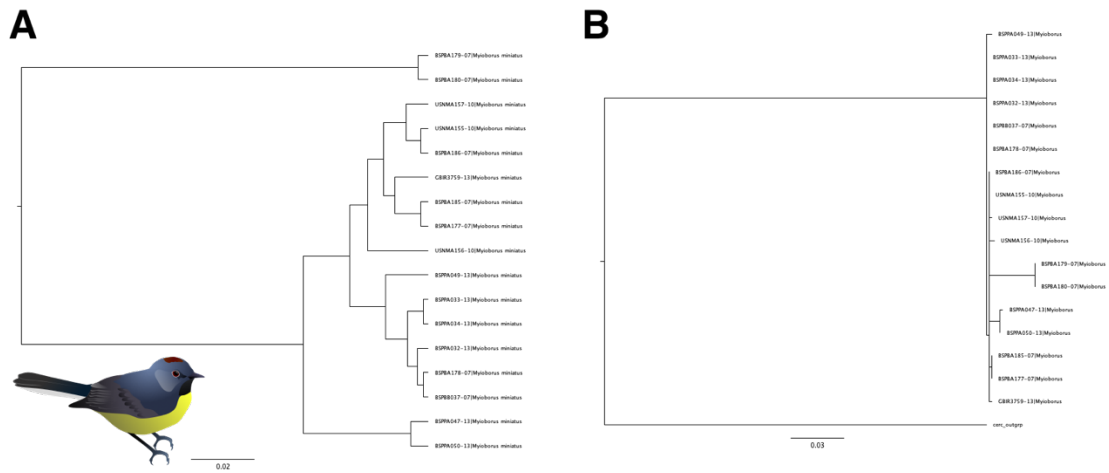 A
BSPBA179-07|Myioborus miniatus
BSPBA180-07|Myioborus miniatus
USNMA157-10|Myioborus miniatus
USNMA155-10|Myioborus miniatus
BSPBA186-07|Myioborus miniatus
GBIR3759-13|Myioborus miniatus
BSPBA185-07|Myioborus miniatus
BSPBA177-07|Myioborus miniatus
USNMA156-10|Myioborus miniatus
BSPPA049-13|Myioborus miniatus
BSPPA033-13|Myioborus miniatus
BSPPA034-13|Myioborus miniatus
BSPPA032-13|Myioborus miniatus
BSPBA178-07|Myioborus miniatus
BSPBB037-07|Myioborus miniatus
BSPPA047-13|Myioborus miniatus
BSPPA050-13|Myioborus miniatus
0.02
B
BSPPA049-13|Myioborus
BSPPA033-13|Myioborus
BSPPA034-13|Myioborus
BSPPA032-13|Myioborus
BSPBB037-07|Myioborus
BSPBA178-07|Myioborus
BSPBA186-07|Myioborus
USNMA155-10|Myioborus
USNMA157-10|Myioborus
USNMA156-10|Myioborus
BSPBA179-07|Myioborus
BSPBA180-07|Myioborus
BSPPA047-13|Myioborus
BSPPA050-13|Myioborus
BSPBA185-07|Myioborus
BSPBA177-07|Myioborus
GBIR3759-13|Myioborus
0.03